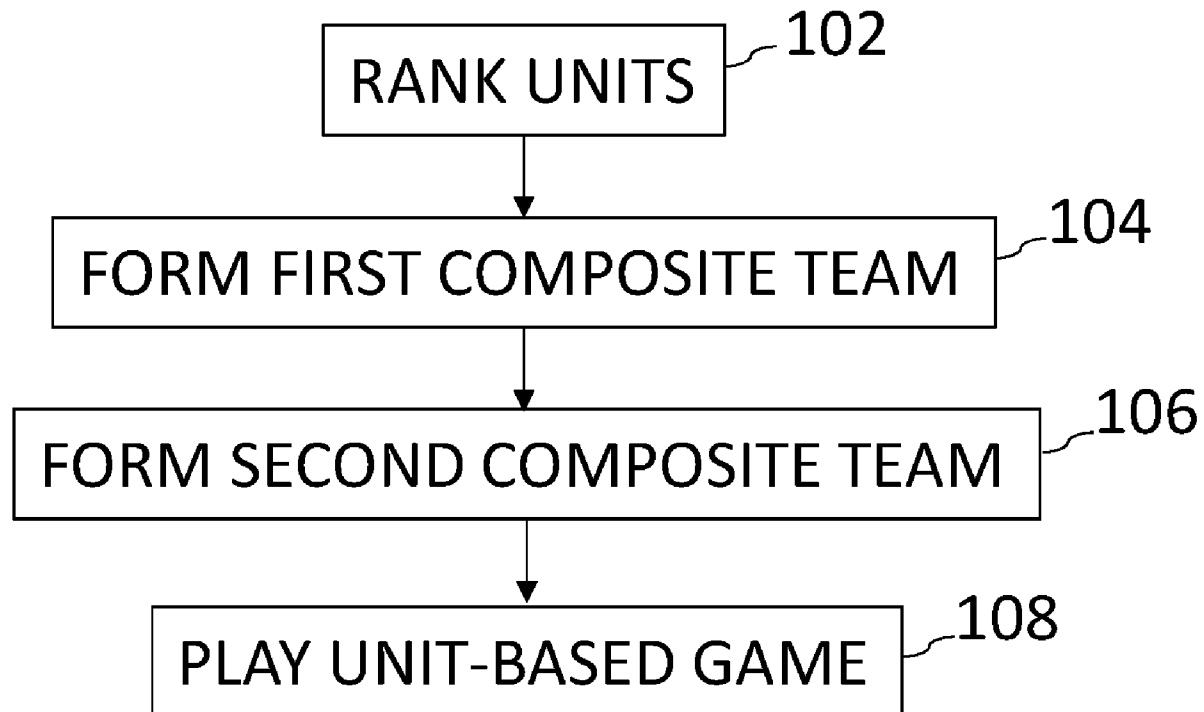 102
RANK UNITS
104
FORM FIRST COMPOSITE TEAM
106
FORM SECOND COMPOSITE TEAM
108
PLAY UNIT-BASED GAME